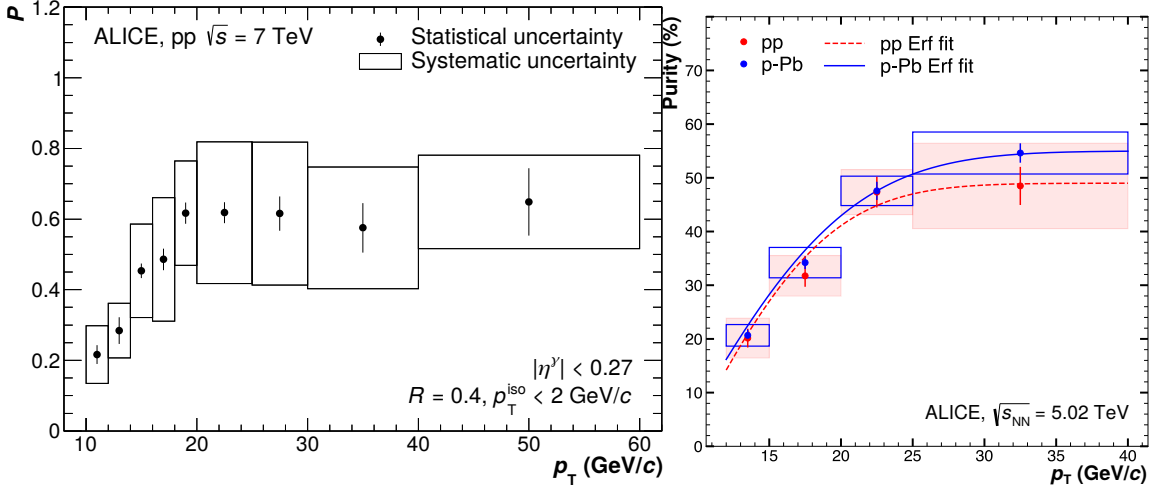 P
1.2
1
0.8
0.6
0.4
0.2
0
ALICE, pp √s = 7 TeV
Statistical uncertainty
Systematic uncertainty
|η^γ| < 0.27
R = 0.4, p_T^iso < 2 GeV/c
10 20 30 40 50 60
p_T (GeV/c)
Purity (%)
70
60
50
40
30
20
10
0
pp
p-Pb
pp Erf fit
p-Pb Erf fit
ALICE, √s_NN = 5.02 TeV
15 20 25 30 35 40
p_T (GeV/c)